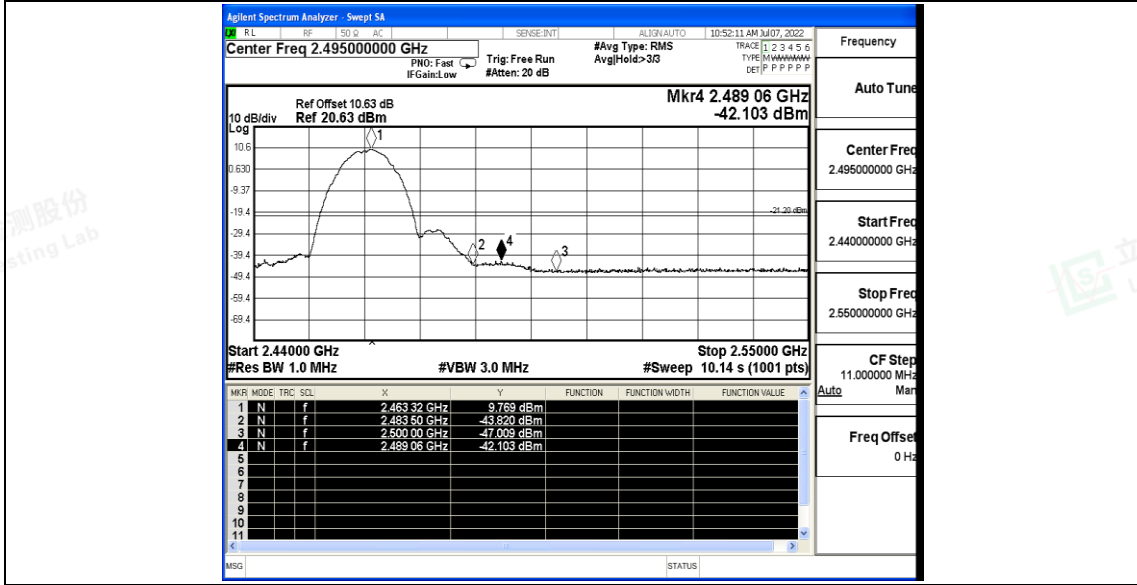 Agilent Spectrum Analyzer - Swept SA
LXI RL RF 50 Ω AC SENSE:INT ALIGNAUTO 10:52:11 AM Jul 07, 2022
Center Freq 2.495000000 GHz
PNO: Fast
IFGain:Low
Trig: Free Run
#Atten: 20 dB
#Avg Type: RMS
Avg|Hold:>3/3
TRACE 1 2 3 4 5 6
TYPE M WWWWW
DET P P P P P P
Ref Offset 10.63 dB
10 dB/div Ref 20.63 dBm
Log
Mkr4 2.489 06 GHz
-42.103 dBm
10.6
0.630
-9.37
-19.4
-29.4
-39.4
-49.4
-59.4
-69.4
1
2
4
3
-21.20 dBm
Start 2.44000 GHz Stop 2.55000 GHz
#Res BW 1.0 MHz #VBW 3.0 MHz #Sweep 10.14 s (1001 pts)
MKR MODE TRC SCL X Y FUNCTION FUNCTION WIDTH FUNCTION VALUE
1 N f 2.463 32 GHz 9.769 dBm
2 N f 2.483 50 GHz -43.820 dBm
3 N f 2.500 00 GHz -47.009 dBm
4 N f 2.489 06 GHz -42.103 dBm
5
6
7
8
9
10
11
MSG STATUS
Frequency
Auto Tune
Center Freq
2.495000000 GHz
Start Freq
2.440000000 GHz
Stop Freq
2.550000000 GHz
CF Step
11.000000 MHz
Auto Man
Freq Offset
0 Hz
测股份
sting Lab
立